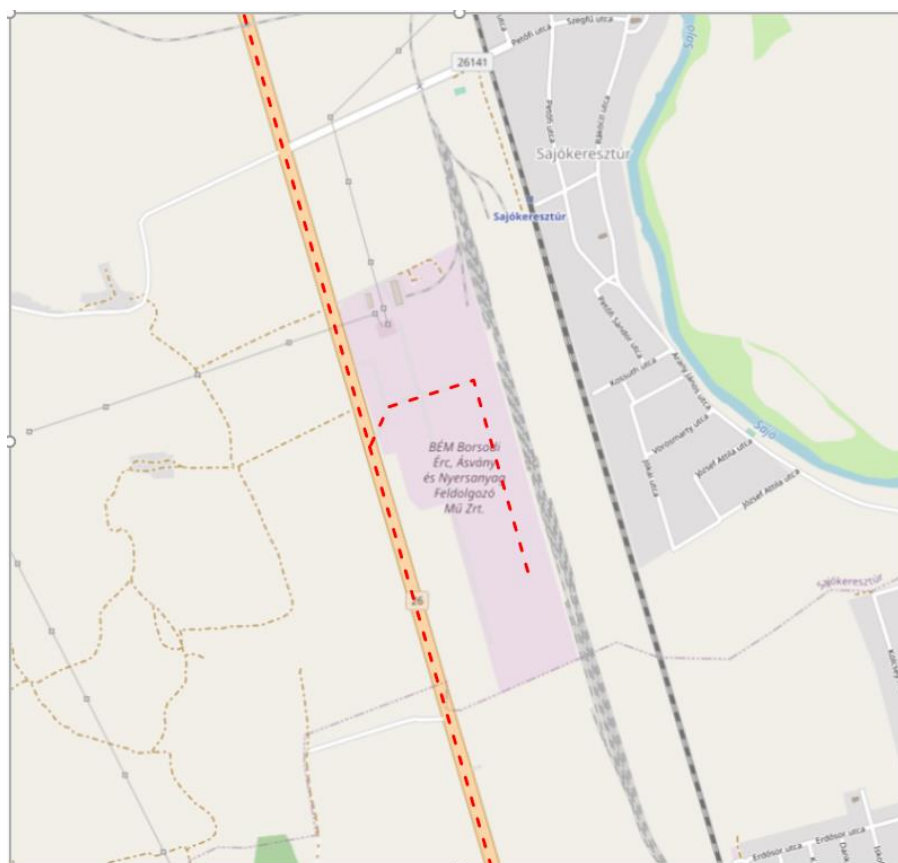 Szegfű utca
Petőfi utca
26141
Sajó
Petőfi utca
Rákóczi utca
Sajókeresztúr
Sajókeresztúr
Petőfi Sándor utca
Arany János utca
Kossuth utca
Sajó
Vörösmarty utca
Jókai utca
József Attila utca
József Attila utca
BÉM Borsodi
Érc, Ásvány
és Nyersanyag
Feldolgozó
Mű Zrt.
26
Sajókeresztúr
Kölcsey
Erdősor utca
Erdősor utca